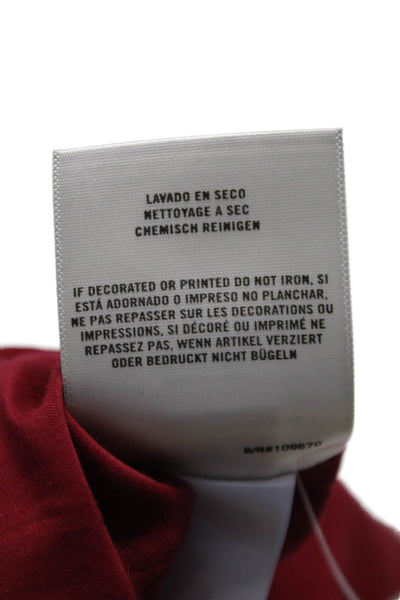 LAVADO EN SECO
NETTOYAGE A SEC
CHEMISCH REINIGEN
IF DECORATED OR PRINTED DO NOT IRON, SI
ESTÁ ADORNADO O IMPRESO NO PLANCHAR,
NE PAS REPASSER SUR LES DECORATIONS OU
IMPRESSIONS. SI DÉCORÉ OU IMPRIMÉ NE
REPASSEZ PAS, WENN ARTIKEL VERZIERT
ODER BEDRUCKT NICHT BÜGELN
R/N#109670